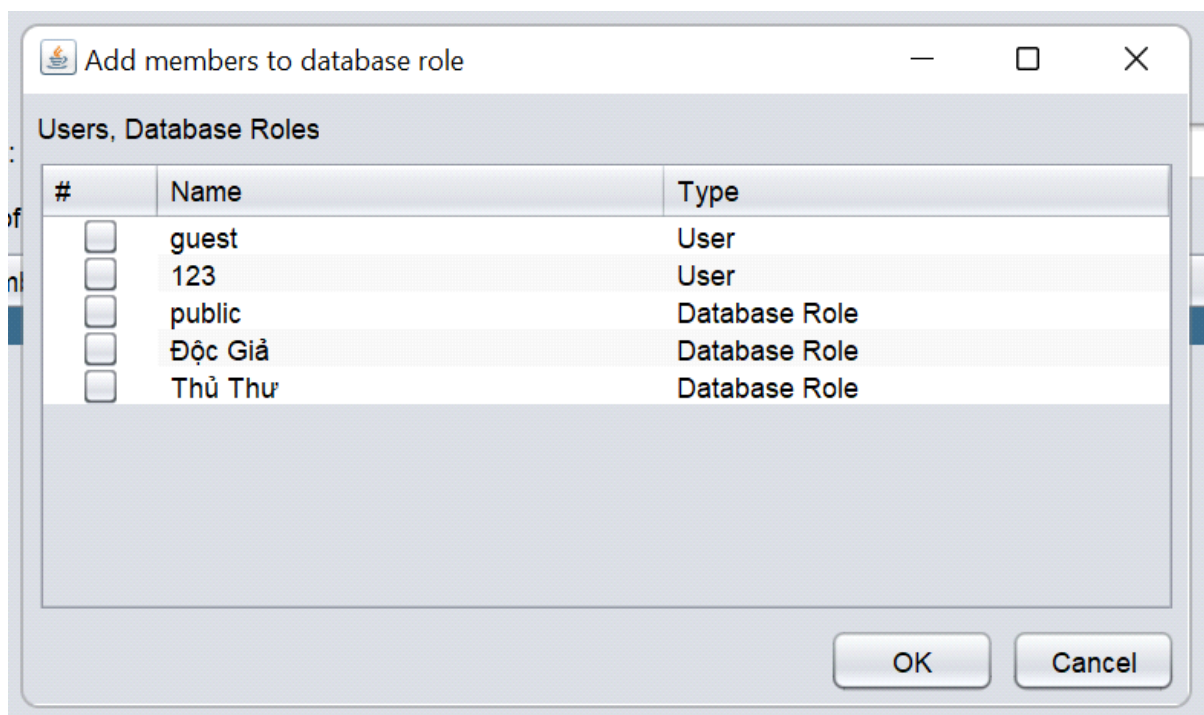 Add members to database role
Users, Database Roles
:
of
# Name Type
guest User
123 User
public Database Role
Độc Giả Database Role
Thủ Thư Database Role
OK Cancel